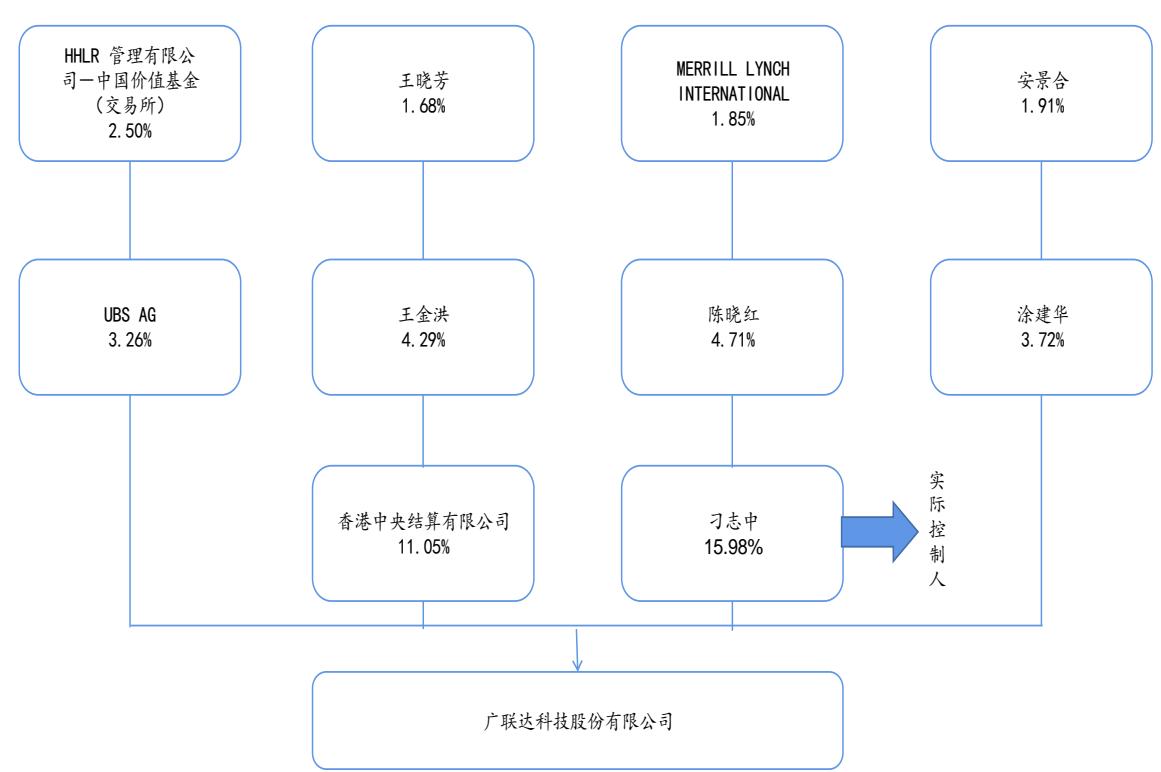 HHLR 管理有限公
司—中国价值基金
（交易所）
2.50%
王晓芳
1.68%
MERRILL LYNCH
INTERNATIONAL
1.85%
安景合
1.91%
UBS AG
3.26%
王金洪
4.29%
陈晓红
4.71%
涂建华
3.72%
香港中央结算有限公司
11.05%
刁志中
15.98%
实
际
控
制
人
广联达科技股份有限公司